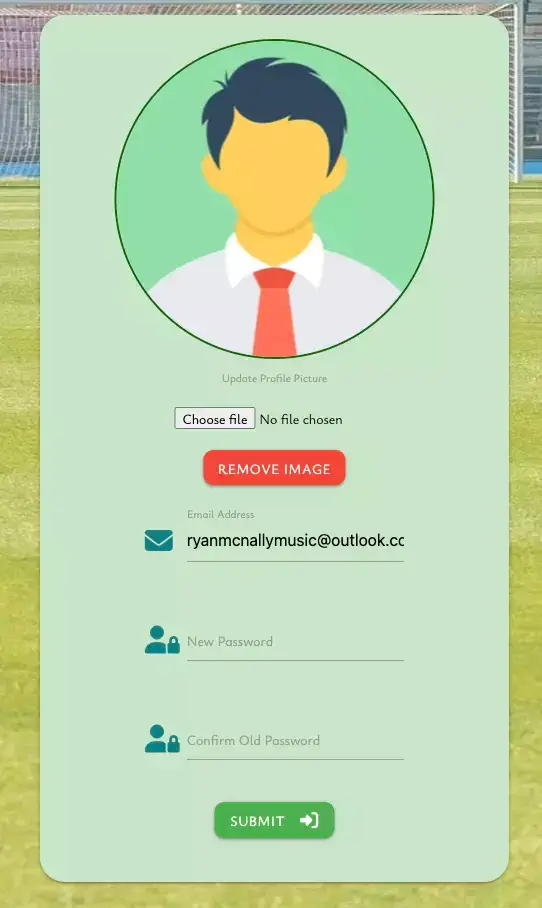 Update Profile Picture
Choose file No file chosen
REMOVE IMAGE
Email Address
ryanmcnallymusic@outlook.cc
New Password
Confirm Old Password
SUBMIT